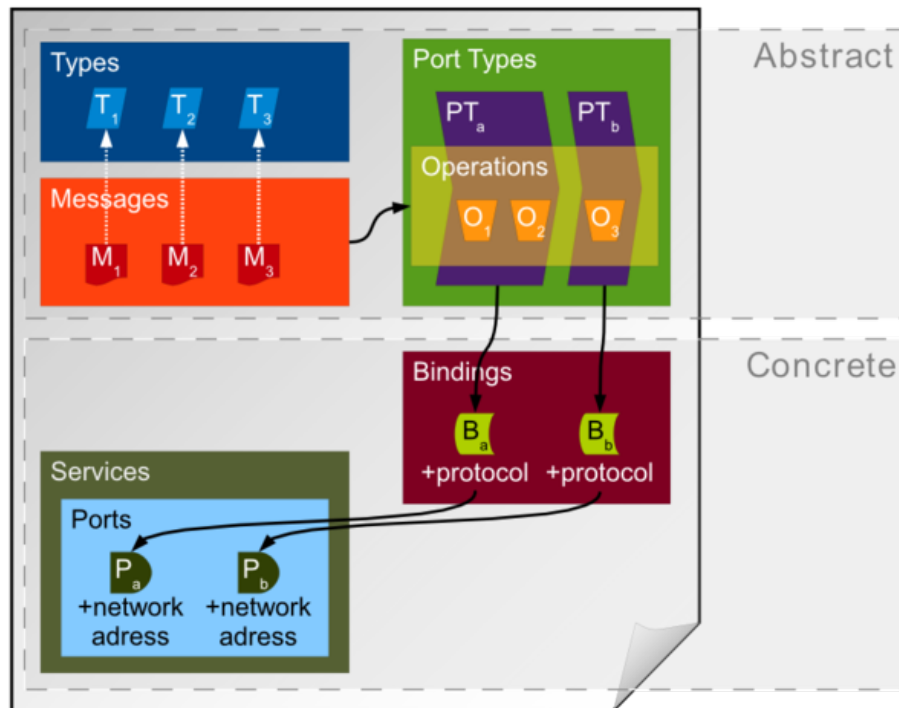 Abstract
Types
T1 T2 T3
Messages
M1 M2 M3
Port Types
PTa PTb
Operations
O1 O2 O3
Concrete
Bindings
Ba Bb
+protocol +protocol
Services
Ports
Pa Pb
+network +network
adress adress